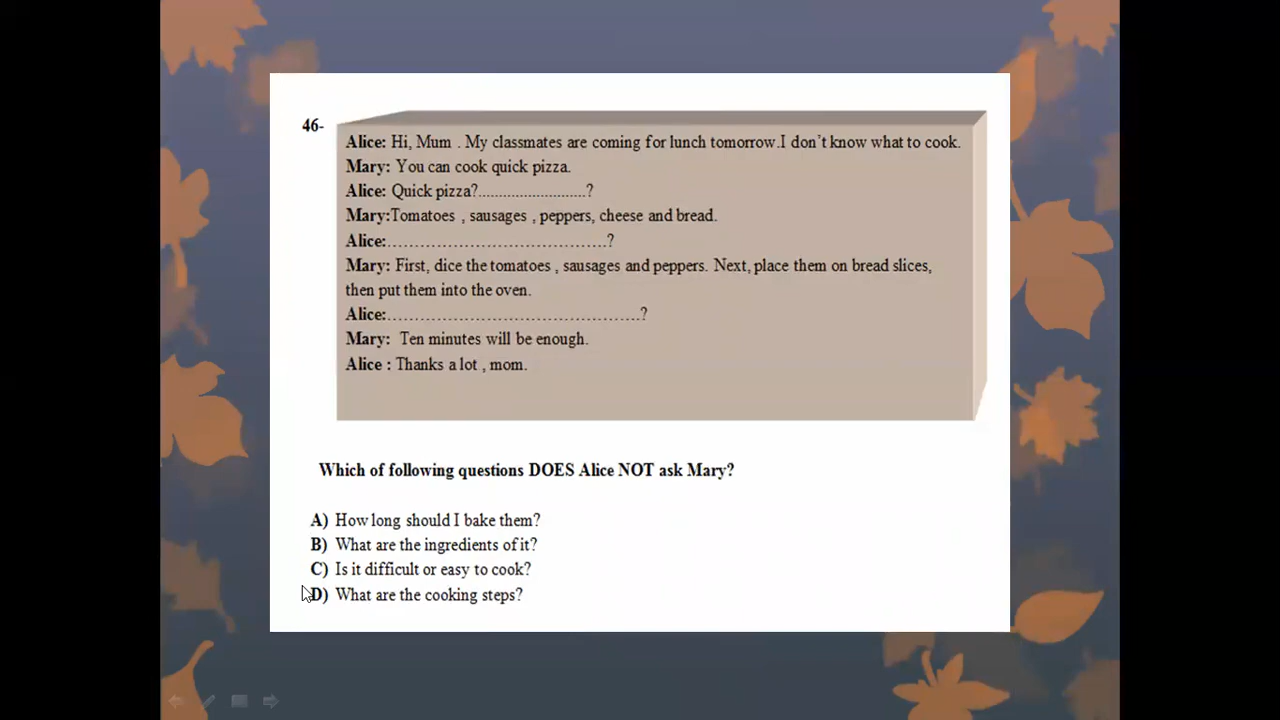 46-
Alice: Hi, Mum . My classmates are coming for lunch tomorrow.I don't know what to cook.
Mary: You can cook quick pizza.
Alice: Quick pizza?..........................?
Mary:Tomatoes , sausages , peppers, cheese and bread.
Alice:........................................?
Mary: First, dice the tomatoes , sausages and peppers. Next, place them on bread slices,
then put them into the oven.
Alice:..............................................?
Mary: Ten minutes will be enough.
Alice : Thanks a lot , mom.
Which of following questions DOES Alice NOT ask Mary?
A) How long should I bake them?
B) What are the ingredients of it?
C) Is it difficult or easy to cook?
D) What are the cooking steps?